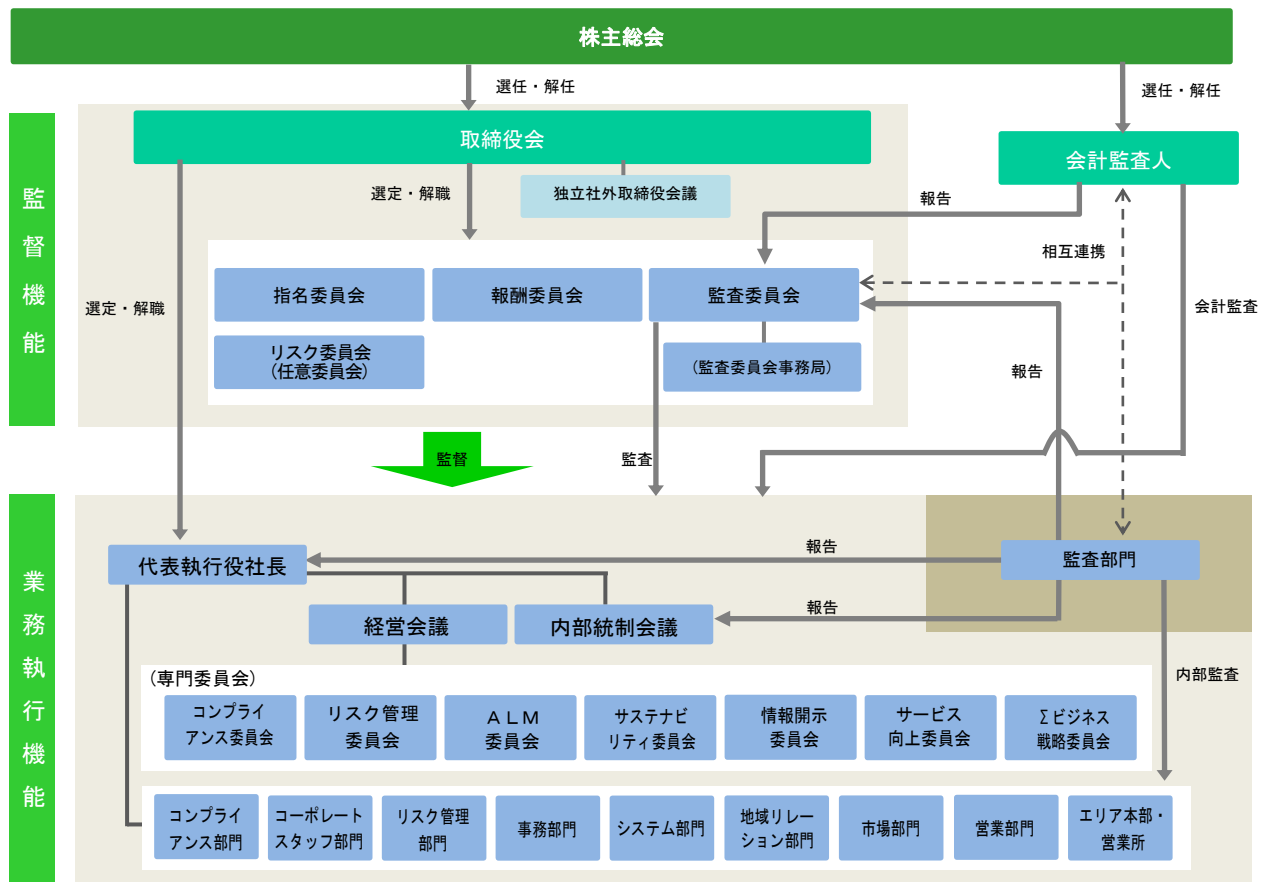 株主総会
選任・解任
選任・解任
監督機能
取締役会
会計監査人
選定・解職
独立社外取締役会議
報告
相互連携
選定・解職
会計監査
指名委員会
報酬委員会
監査委員会
リスク委員会
(任意委員会)
(監査委員会事務局)
報告
監督
監査
業務執行機能
代表執行役社長
報告
監査部門
経営会議
内部統制会議
報告
内部監査
(専門委員会)
コンプライ
アンス委員会
リスク管理
委員会
ALM
委員会
サステナビ
リティ委員会
情報開示
委員会
サービス
向上委員会
Σビジネス
戦略委員会
コンプライ
アンス部門
コーポレート
スタッフ部門
リスク管理
部門
事務部門
システム部門
地域リレー
ション部門
市場部門
営業部門
エリア本部・
営業所